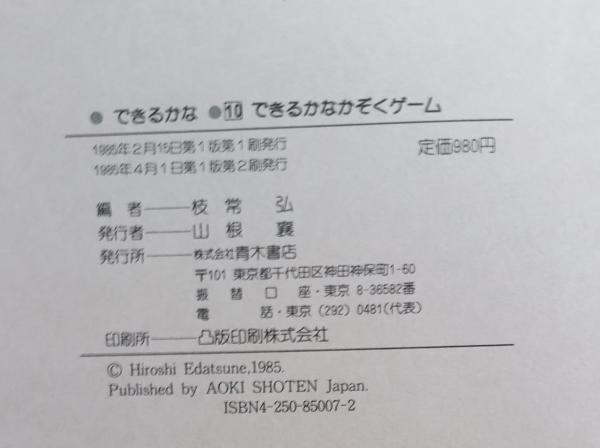 ● できるかな ●10 できるかなかぞくゲーム
1985年2月15日第1版第1刷発行
1985年4月1日第1版第2刷発行
定価980円
編者――枝常 弘
発行者――山根 襄
発行所――株式会社青木書店
〒101 東京都千代田区神田神保町1-60
振替口座・東京 8-36582番
電話・東京 (292) 0481(代表)
印刷所――凸版印刷株式会社
© Hiroshi Edatsune,1985.
Published by AOKI SHOTEN Japan.
ISBN4-250-85007-2